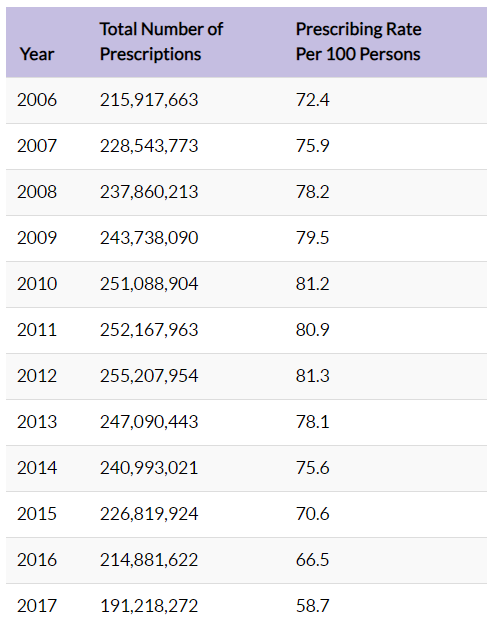 Year Total Number of Prescriptions Prescribing Rate Per 100 Persons
2006 215,917,663 72.4
2007 228,543,773 75.9
2008 237,860,213 78.2
2009 243,738,090 79.5
2010 251,088,904 81.2
2011 252,167,963 80.9
2012 255,207,954 81.3
2013 247,090,443 78.1
2014 240,993,021 75.6
2015 226,819,924 70.6
2016 214,881,622 66.5
2017 191,218,272 58.7